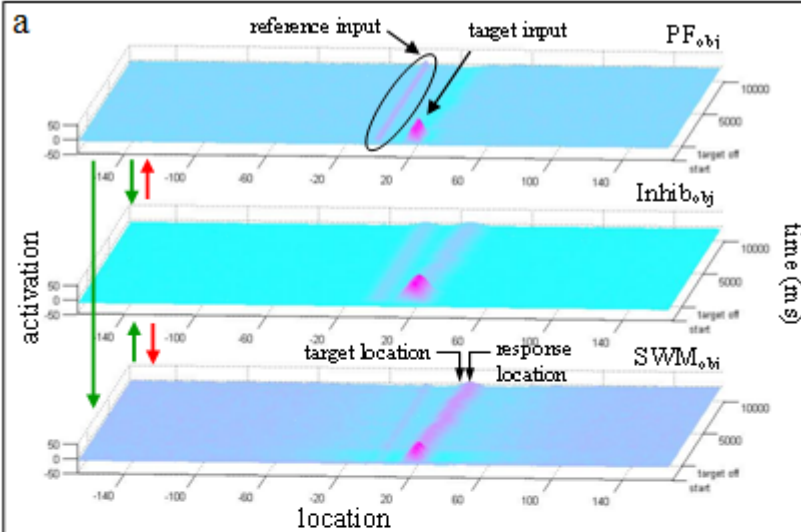 a
reference input
target input
PFobj
50
0
-50
-140
-100
-60
-20
20
60
100
140
10000
5000
target off
start
Inhibobj
50
0
-50
-140
-100
-60
-20
20
60
100
140
10000
5000
target off
start
activation
time (ms)
target location
response
location
SWMobj
50
0
-50
-140
-100
-60
-20
20
60
100
140
10000
5000
target off
start
location